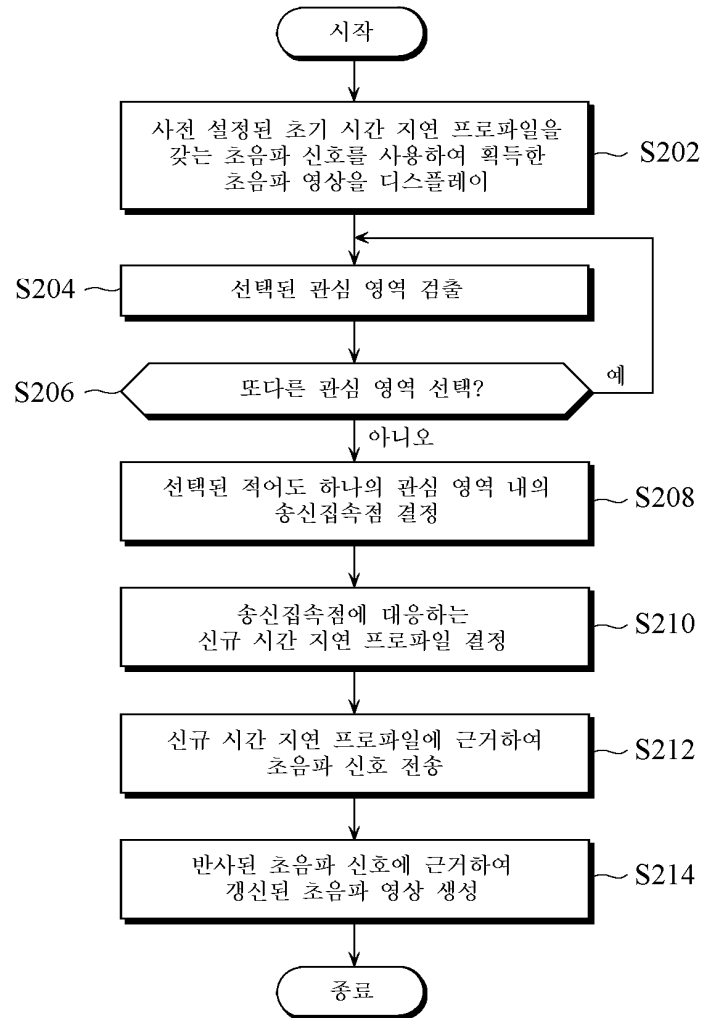 시작
사전 설정된 초기 시간 지연 프로파일을
갖는 초음파 신호를 사용하여 획득한
초음파 영상을 디스플레이
S202
S204
선택된 관심 영역 검출
S206
또다른 관심 영역 선택?
예
아니오
선택된 적어도 하나의 관심 영역 내의
송신집속점 결정
S208
송신집속점에 대응하는
신규 시간 지연 프로파일 결정
S210
신규 시간 지연 프로파일에 근거하여
초음파 신호 전송
S212
반사된 초음파 신호에 근거하여
갱신된 초음파 영상 생성
S214
종료